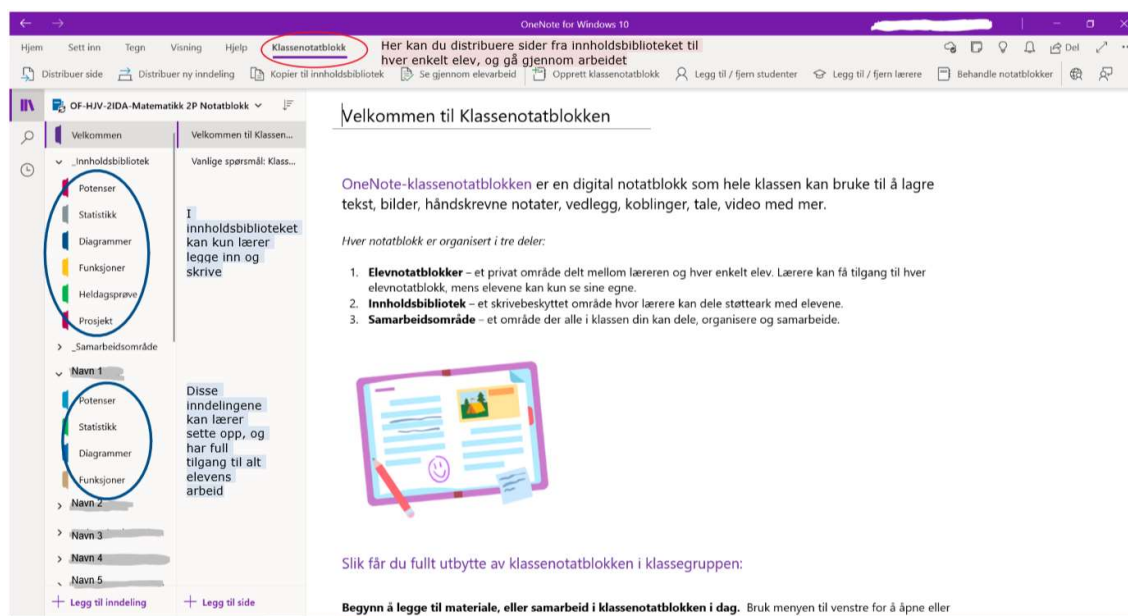 OneNote for Windows 10
Hjem Sett inn Tegn Visning Hjelp Klassenotatblokk
Her kan du distribuere sider fra innholdsbiblioteket til
hver enkelt elev, og gå gjennom arbeidet
Del
Distribuer side Distribuer ny inndeling Kopier til innholdsbibliotek Se gjennom elevarbeid Opprett klassenotatblokk Legg til / fjern studenter Legg til / fjern lærere Behandle notatblokker
OF-HJV-2IDA-Matematikk 2P Notatblokk
Velkommen
_Innholdsbibliotek
Potenser
Statistikk
Diagrammer
Funksjoner
Heldagsprøve
Prosjekt
_Samarbeidsområde
Navn 1
Potenser
Statistikk
Diagrammer
Funksjoner
Navn 2
Navn 3
Navn 4
Navn 5
Legg til inndeling
Velkommen til Klassen...
Vanlige spørsmål: Klass...
I
innholdsbiblioteket
kan kun lærer
legge inn og
skrive
Disse
inndelingene
kan lærer
sette opp, og
har full
tilgang til alt
elevens
arbeid
Legg til side
Velkommen til Klassenotatblokken
OneNote-klassenotatblokken er en digital notatblokk som hele klassen kan bruke til å lagre
tekst, bilder, håndskrevne notater, vedlegg, koblinger, tale, video med mer.
Hver notatblokk er organisert i tre deler:
1. Elevnotatblokker – et privat område delt mellom læreren og hver enkelt elev. Lærere kan få tilgang til hver
elevnotatblokk, mens elevene kan kun se sine egne.
2. Innholdsbibliotek – et skrivebeskyttet område hvor lærere kan dele støtteark med elevene.
3. Samarbeidsområde – et område der alle i klassen din kan dele, organisere og samarbeide.
Slik får du fullt utbytte av klassenotatblokken i klassegruppen:
Begynn å legge til materiale, eller samarbeid i klassenotatblokken i dag. Bruk menyen til venstre for å åpne eller